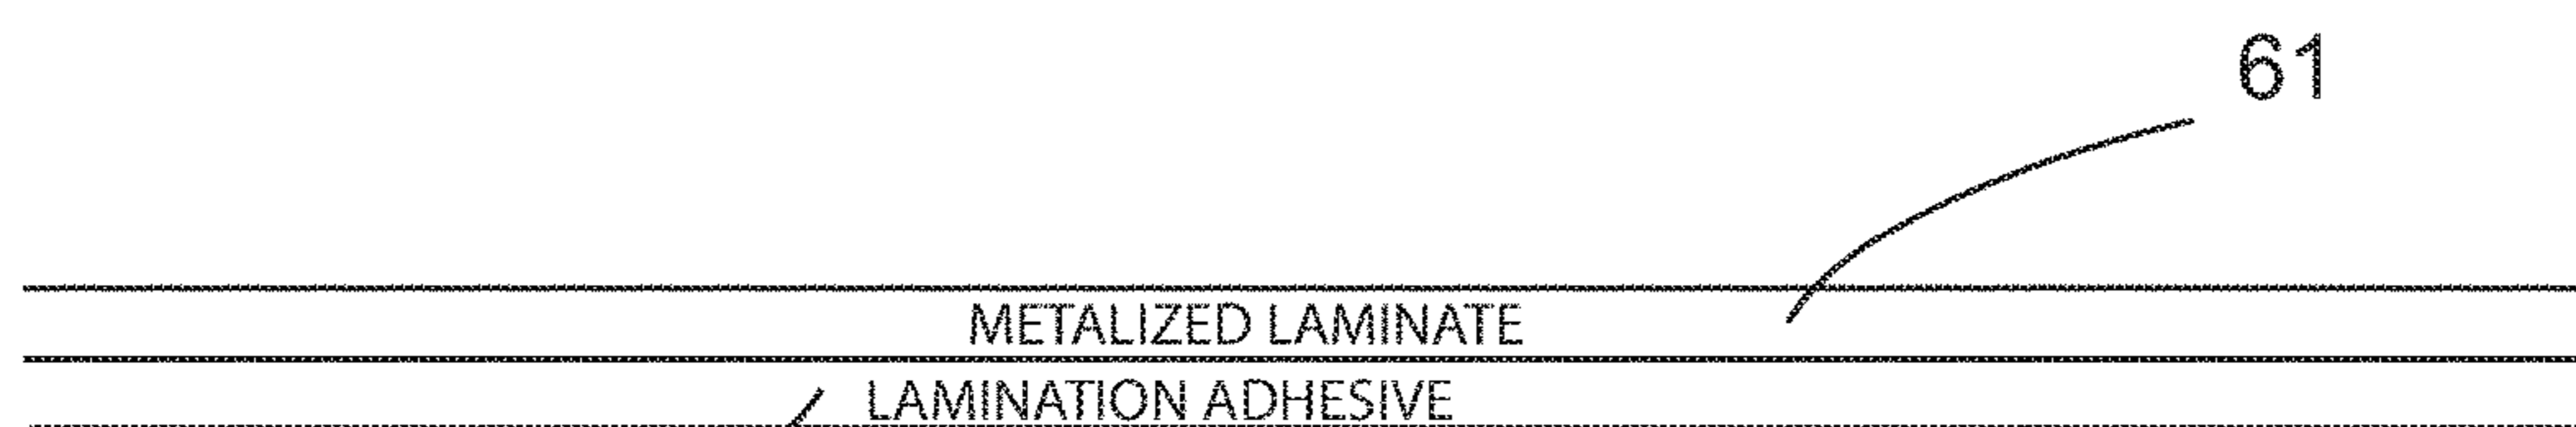 61
METALIZED LAMINATE
LAMINATION ADHESIVE